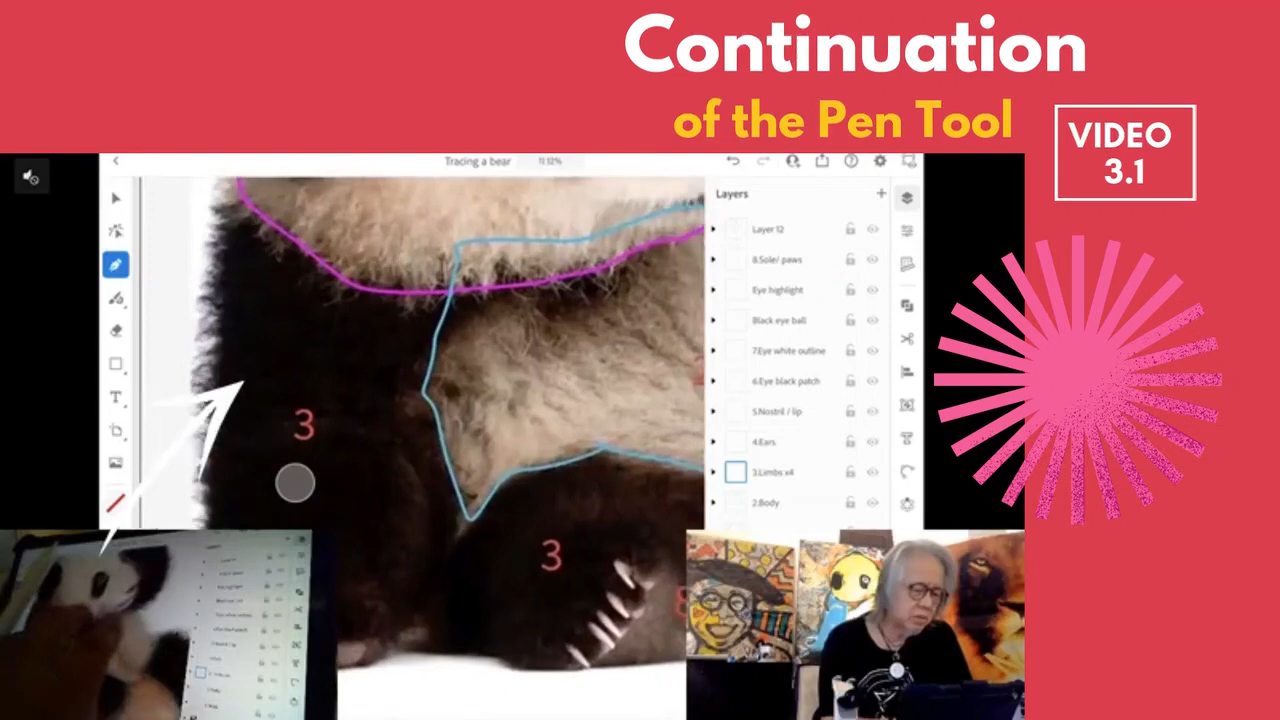 Continuation
of the Pen Tool
VIDEO
3.1
Tracing a bear
Layers
Layer 12
8.Sole/ paws
Eye highlight
Black eye ball
7.Eye white outline
6.Eye black patch
5.Nostril / lip
4.Ears
3.Limbs x4
2.Body
3
3